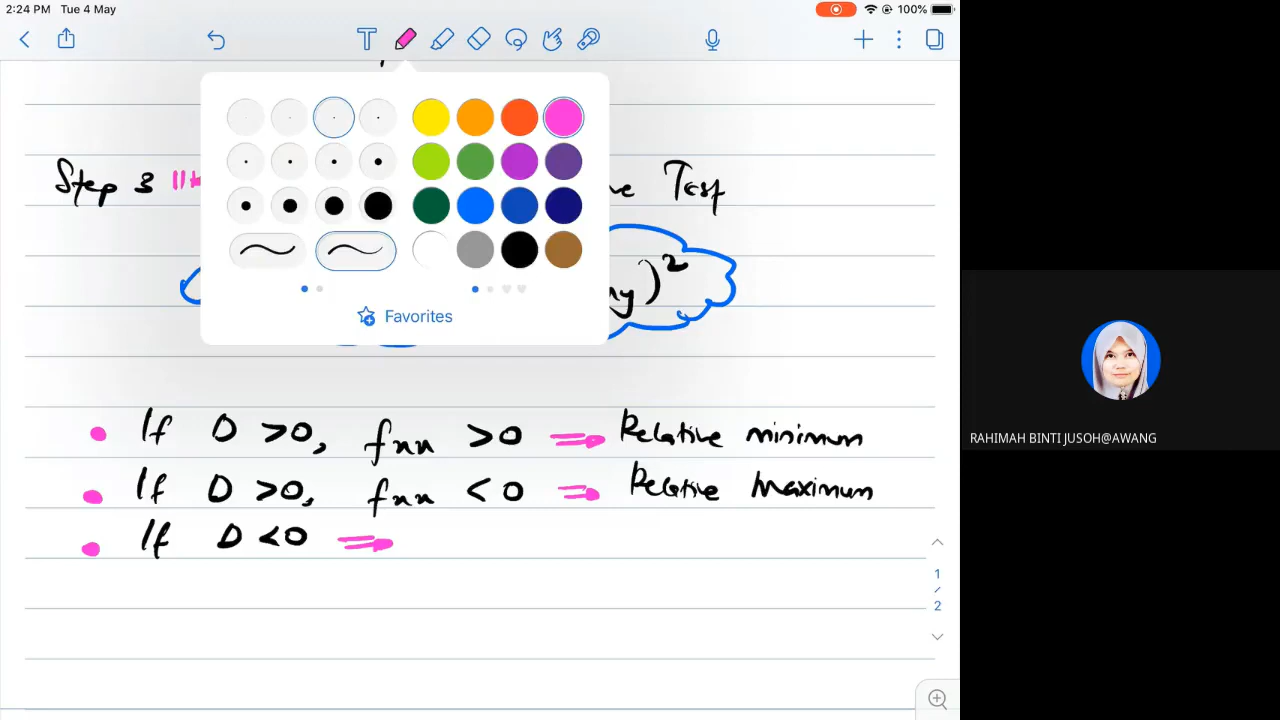 2:24 PM Tue 4 May
100%
T
Step 3
Test
y)²
Favorites
• If D >0, fxx >0 ⇒ Relative minimum
• If D >0, fxx <0 ⇒ Relative Maximum
• If D <0 ⇒
1
/
2
RAHIMAH BINTI JUSOH@AWANG